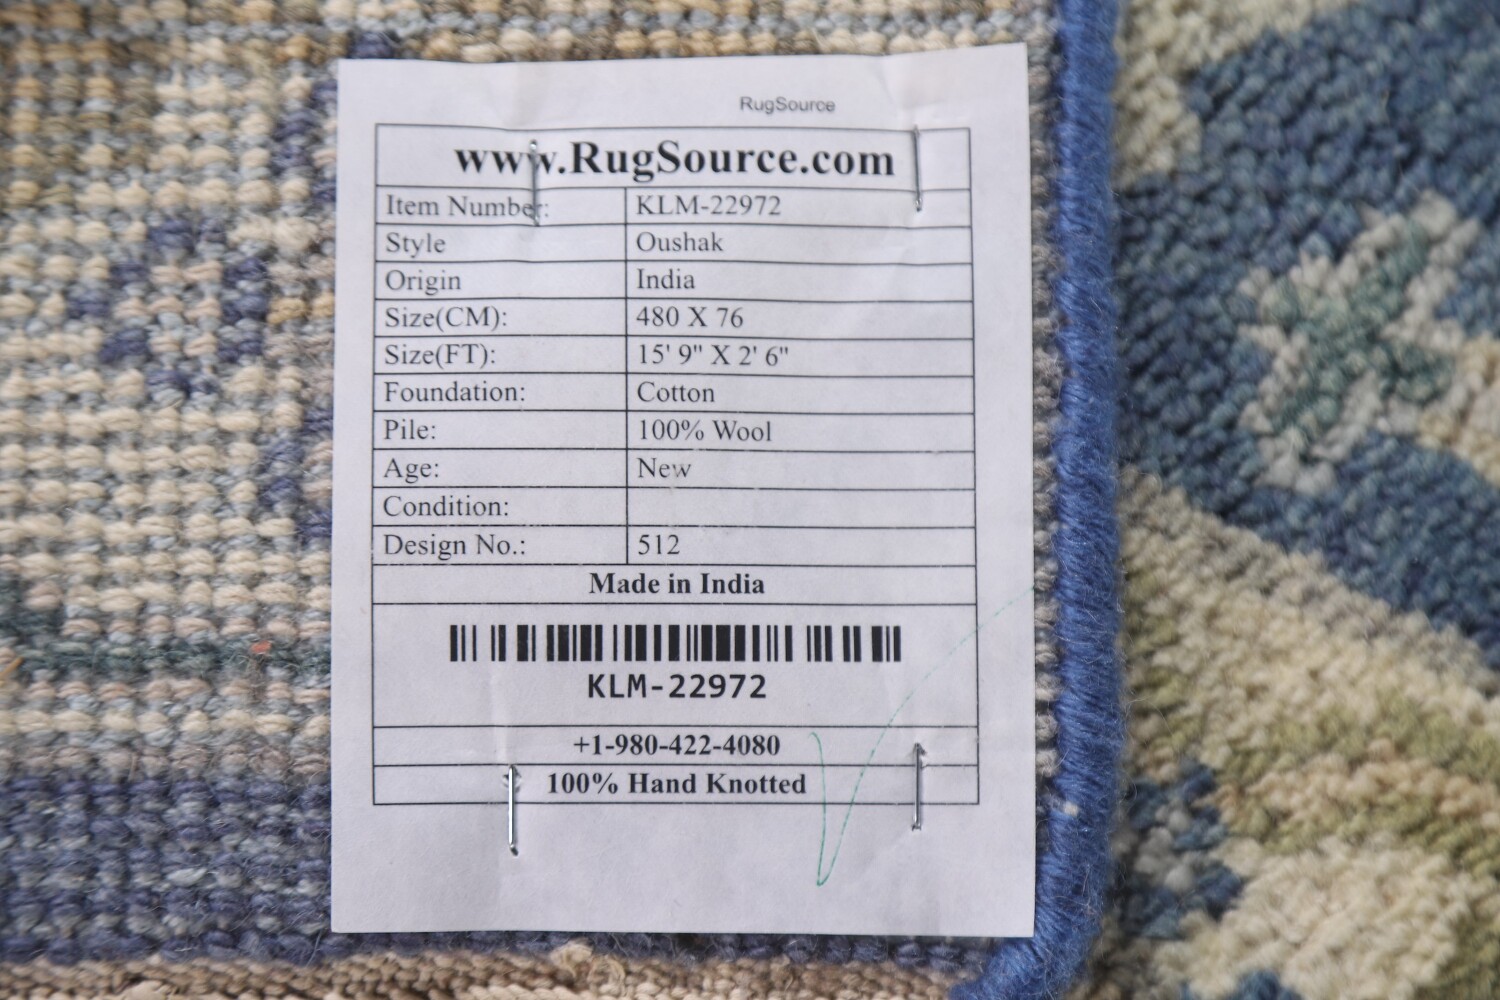 RugSource
www.RugSource.com
Item Number: KLM-22972
Style Oushak
Origin India
Size(CM): 480 X 76
Size(FT): 15' 9" X 2' 6"
Foundation: Cotton
Pile: 100% Wool
Age: New
Condition:
Design No.: 512
Made in India
KLM-22972
+1-980-422-4080
100% Hand Knotted